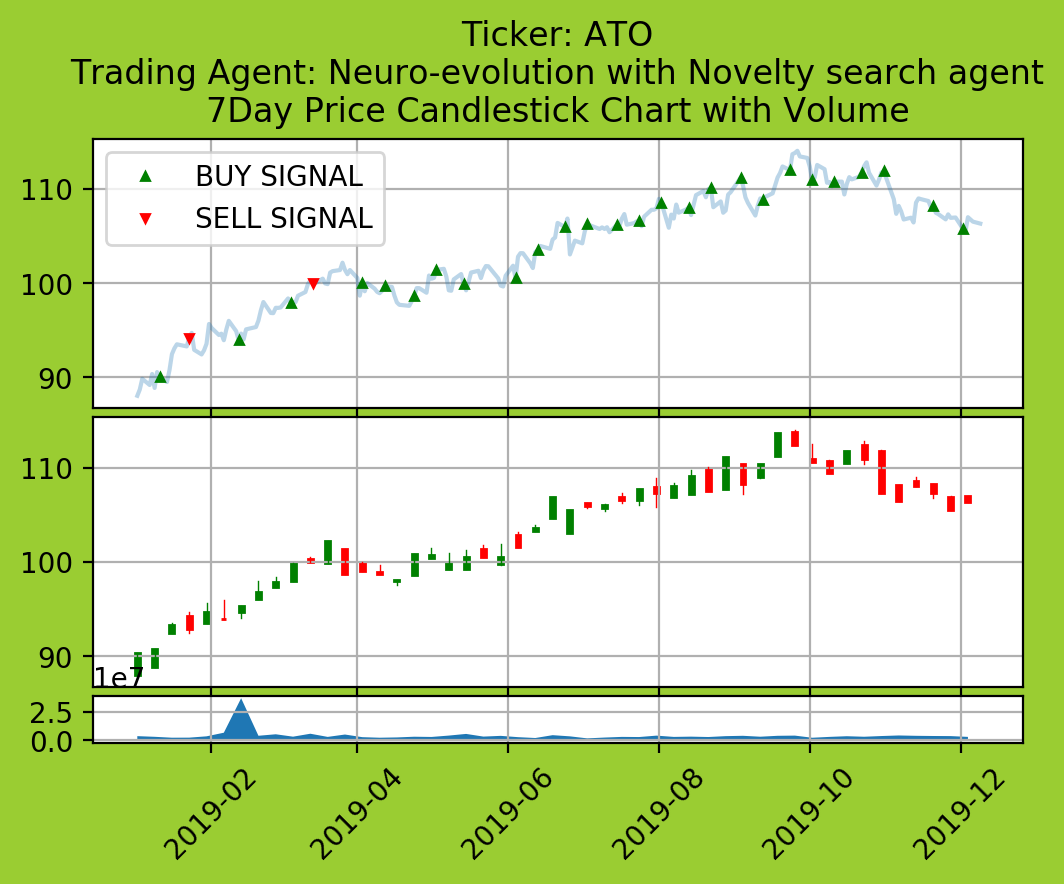 Ticker: ATO
Trading Agent: Neuro-evolution with Novelty search agent
7Day Price Candlestick Chart with Volume
BUY SIGNAL
SELL SIGNAL
110
100
90
110
100
90
1e7
2.5
0.0
2019-02
2019-04
2019-06
2019-08
2019-10
2019-12